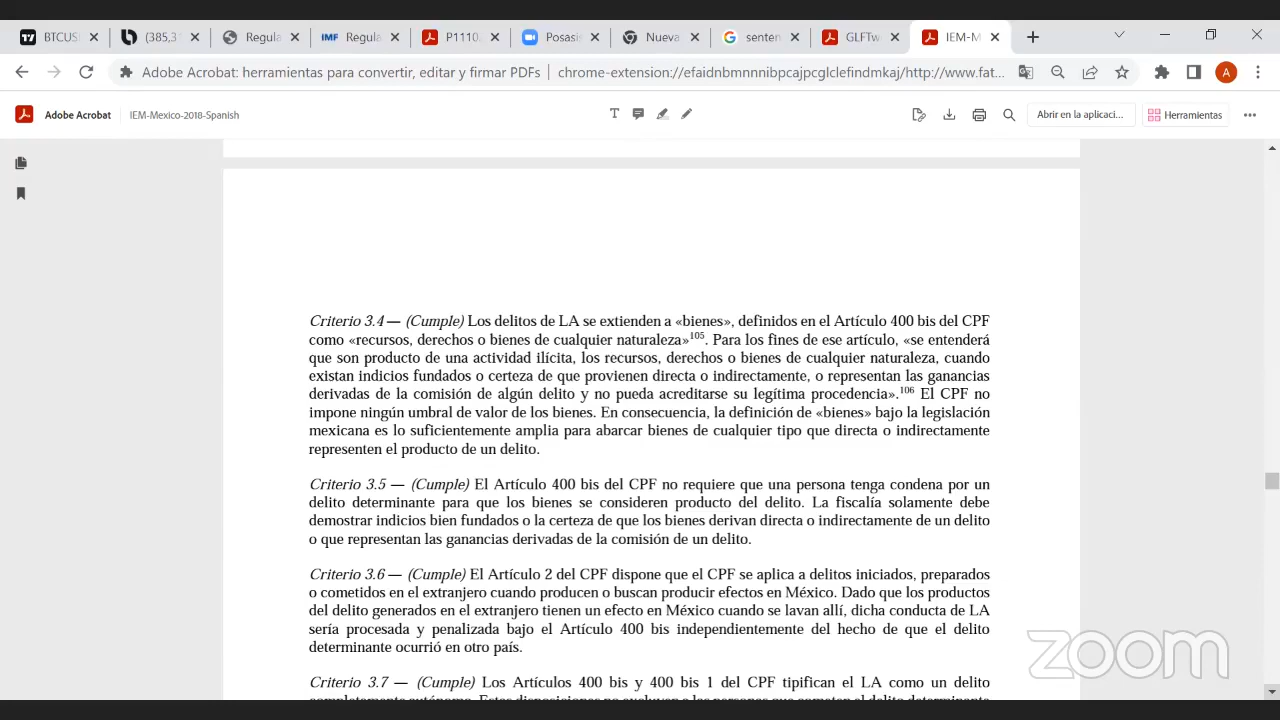 BTCUS
(385,3
Regula
IMF Regula
P1110
Posasi
Nueva
senten
GLFTw
IEM-M
Adobe Acrobat: herramientas para convertir, editar y firmar PDFs | chrome-extension://efaidnbmnnnibpcajpcglclefindmkaj/http://www.fat...
A
Adobe Acrobat
IEM-Mexico-2018-Spanish
Abrir en la aplicaci...
Herramientas
Criterio 3.4 — (Cumple) Los delitos de LA se extienden a «bienes», definidos en el Artículo 400 bis del CPF
como «recursos, derechos o bienes de cualquier naturaleza»105. Para los fines de ese artículo, «se entenderá
que son producto de una actividad ilícita, los recursos, derechos o bienes de cualquier naturaleza, cuando
existan indicios fundados o certeza de que provienen directa o indirectamente, o representan las ganancias
derivadas de la comisión de algún delito y no pueda acreditarse su legítima procedencia».106 El CPF no
impone ningún umbral de valor de los bienes. En consecuencia, la definición de «bienes» bajo la legislación
mexicana es lo suficientemente amplia para abarcar bienes de cualquier tipo que directa o indirectamente
representen el producto de un delito.
Criterio 3.5 — (Cumple) El Artículo 400 bis del CPF no requiere que una persona tenga condena por un
delito determinante para que los bienes se consideren producto del delito. La fiscalía solamente debe
demostrar indicios bien fundados o la certeza de que los bienes derivan directa o indirectamente de un delito
o que representan las ganancias derivadas de la comisión de un delito.
Criterio 3.6 — (Cumple) El Artículo 2 del CPF dispone que el CPF se aplica a delitos iniciados, preparados
o cometidos en el extranjero cuando producen o buscan producir efectos en México. Dado que los productos
del delito generados en el extranjero tienen un efecto en México cuando se lavan allí, dicha conducta de LA
sería procesada y penalizada bajo el Artículo 400 bis independientemente del hecho de que el delito
determinante ocurrió en otro país.
zoom
Criterio 3.7 — (Cumple) Los Artículos 400 bis y 400 bis 1 del CPF tipifican el LA como un delito
completamente autónomo. Estas disposiciones no excluyen a las personas que cometen el delito determinante